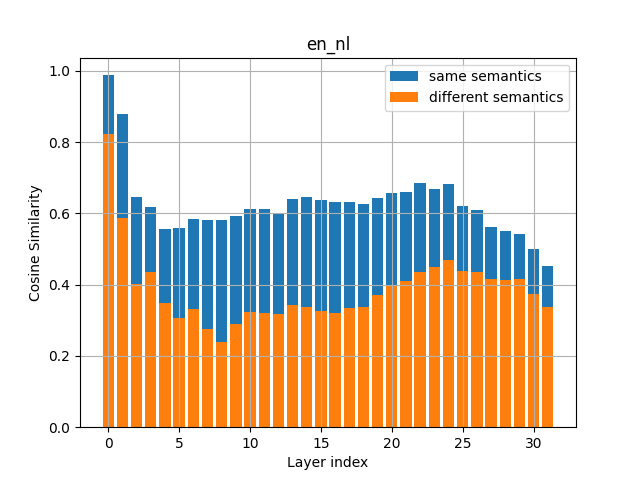 en_nl
same semantics
different semantics
1.0
0.8
0.6
0.4
0.2
0.0
Cosine Similarity
0 5 10 15 20 25 30
Layer index